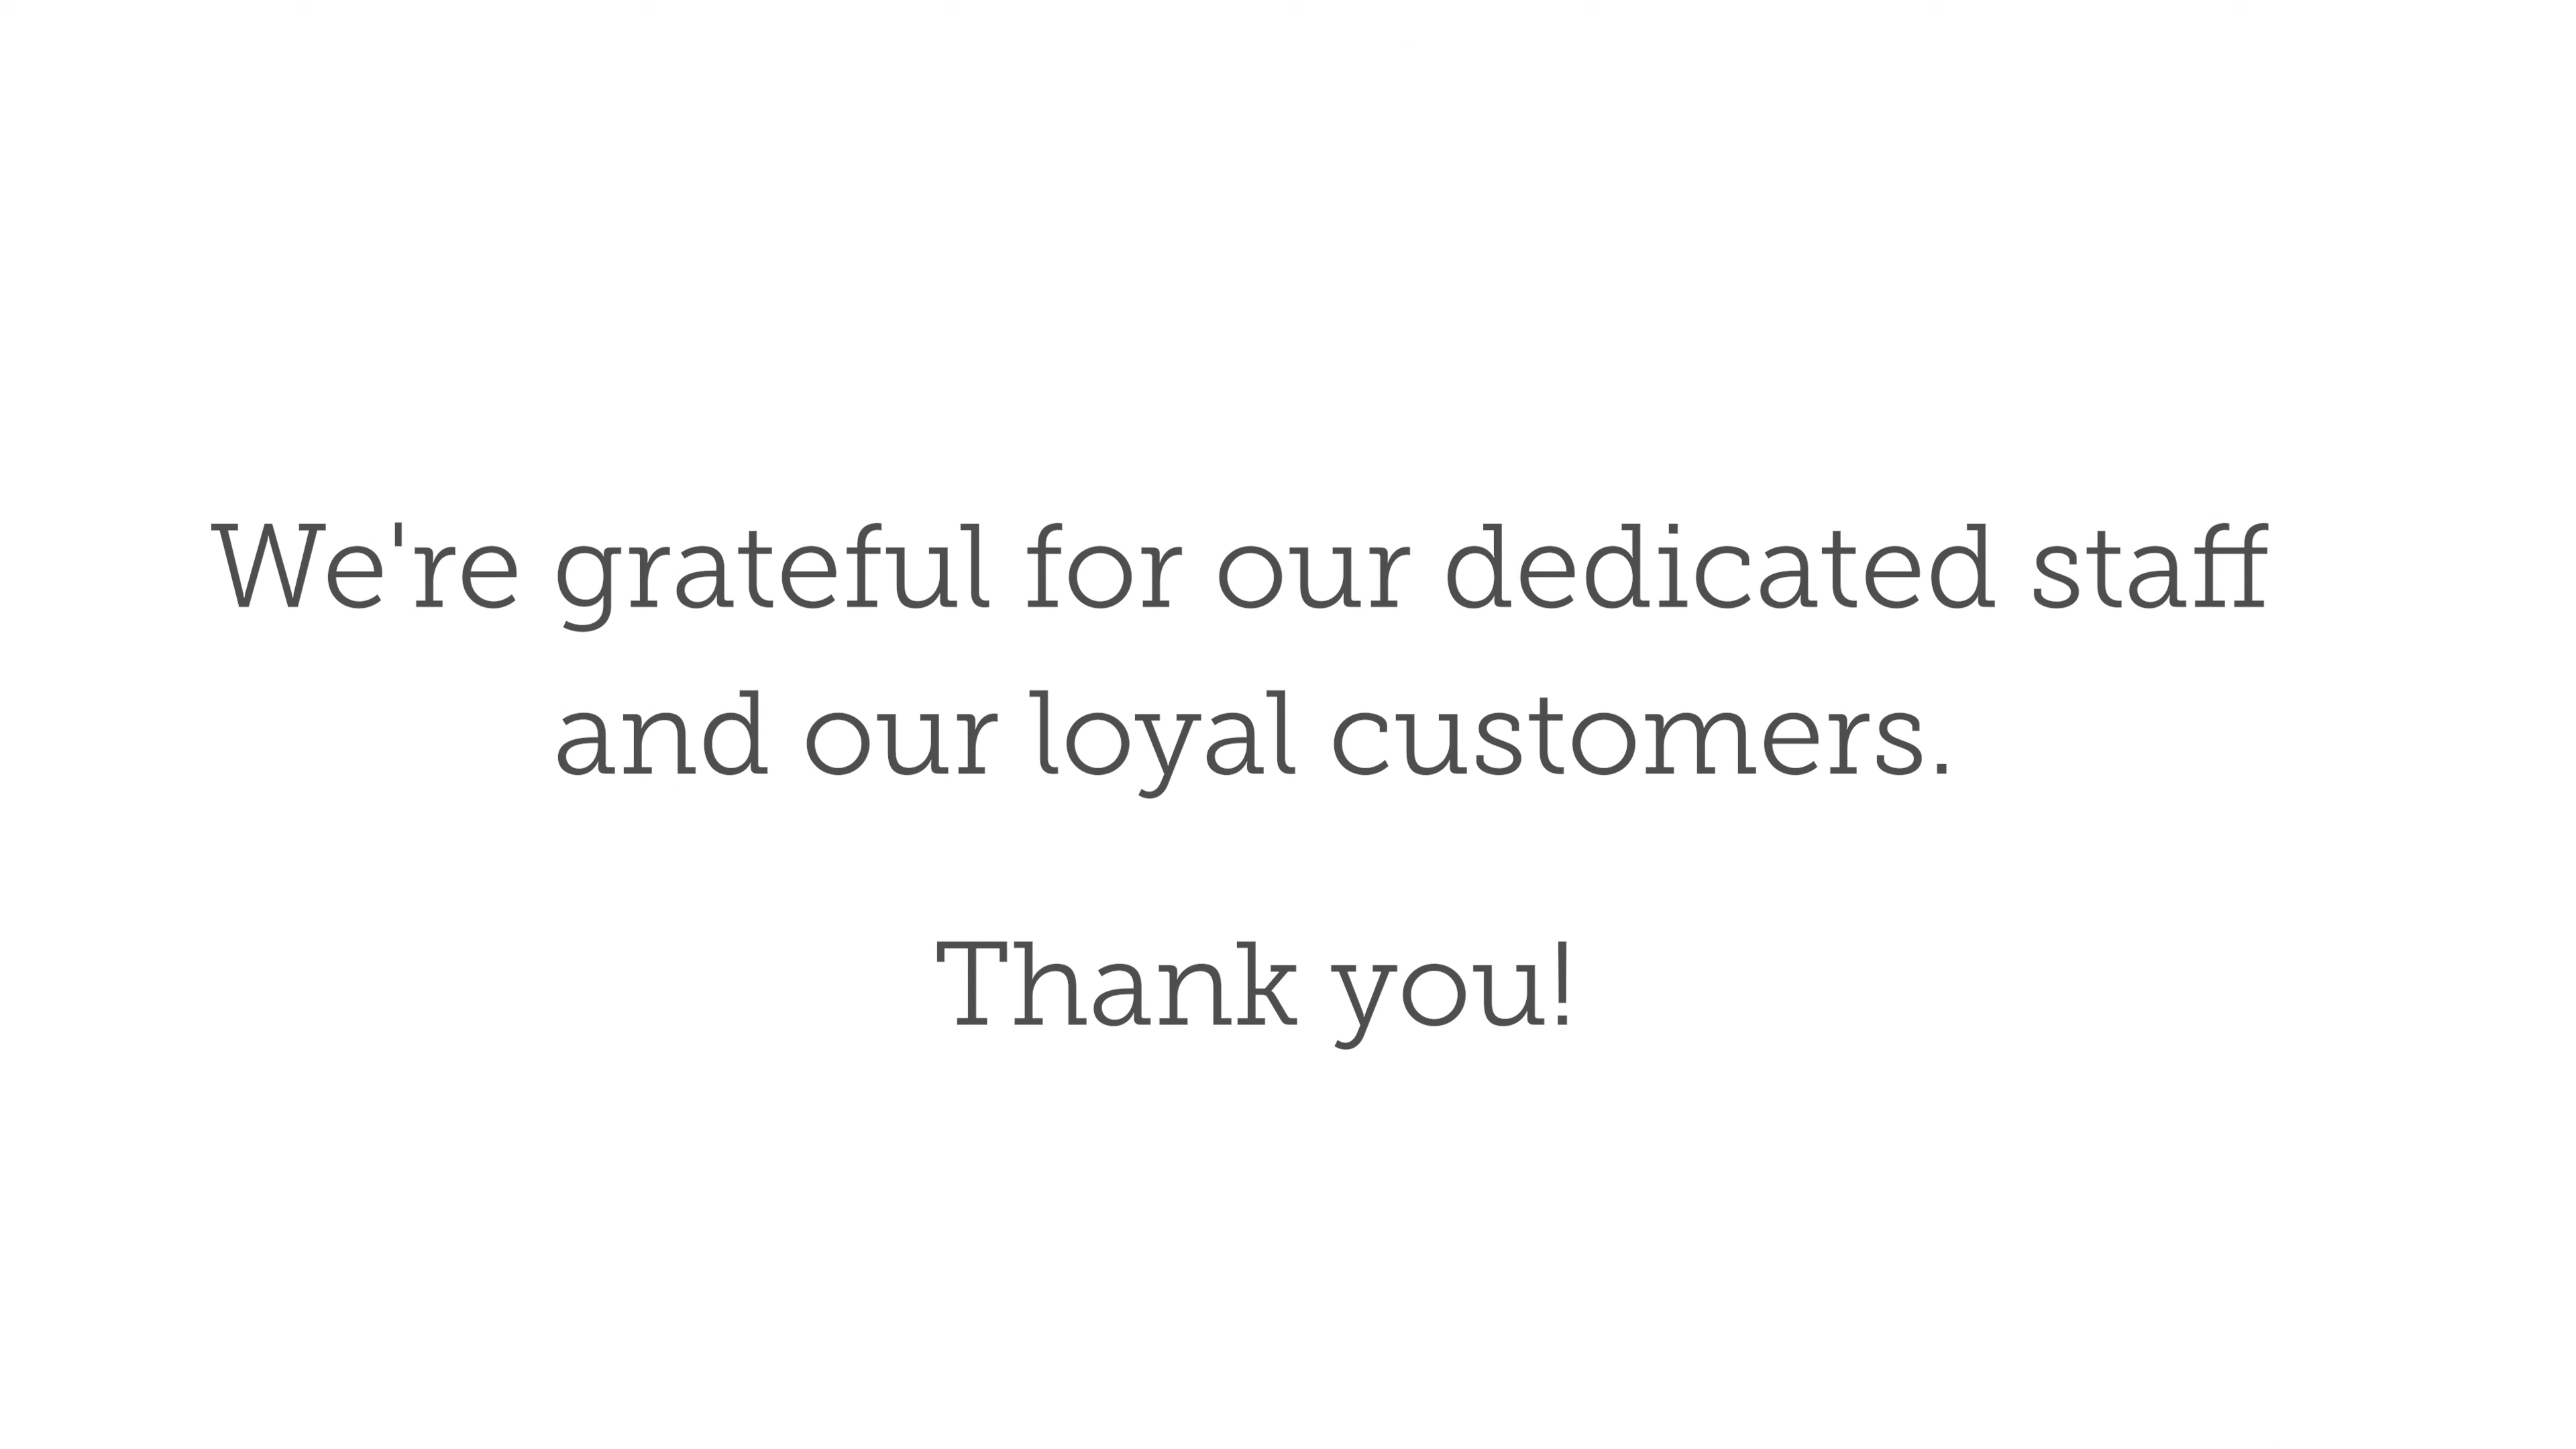 We're grateful for our dedicated staff
and our loyal customers.
Thank you!